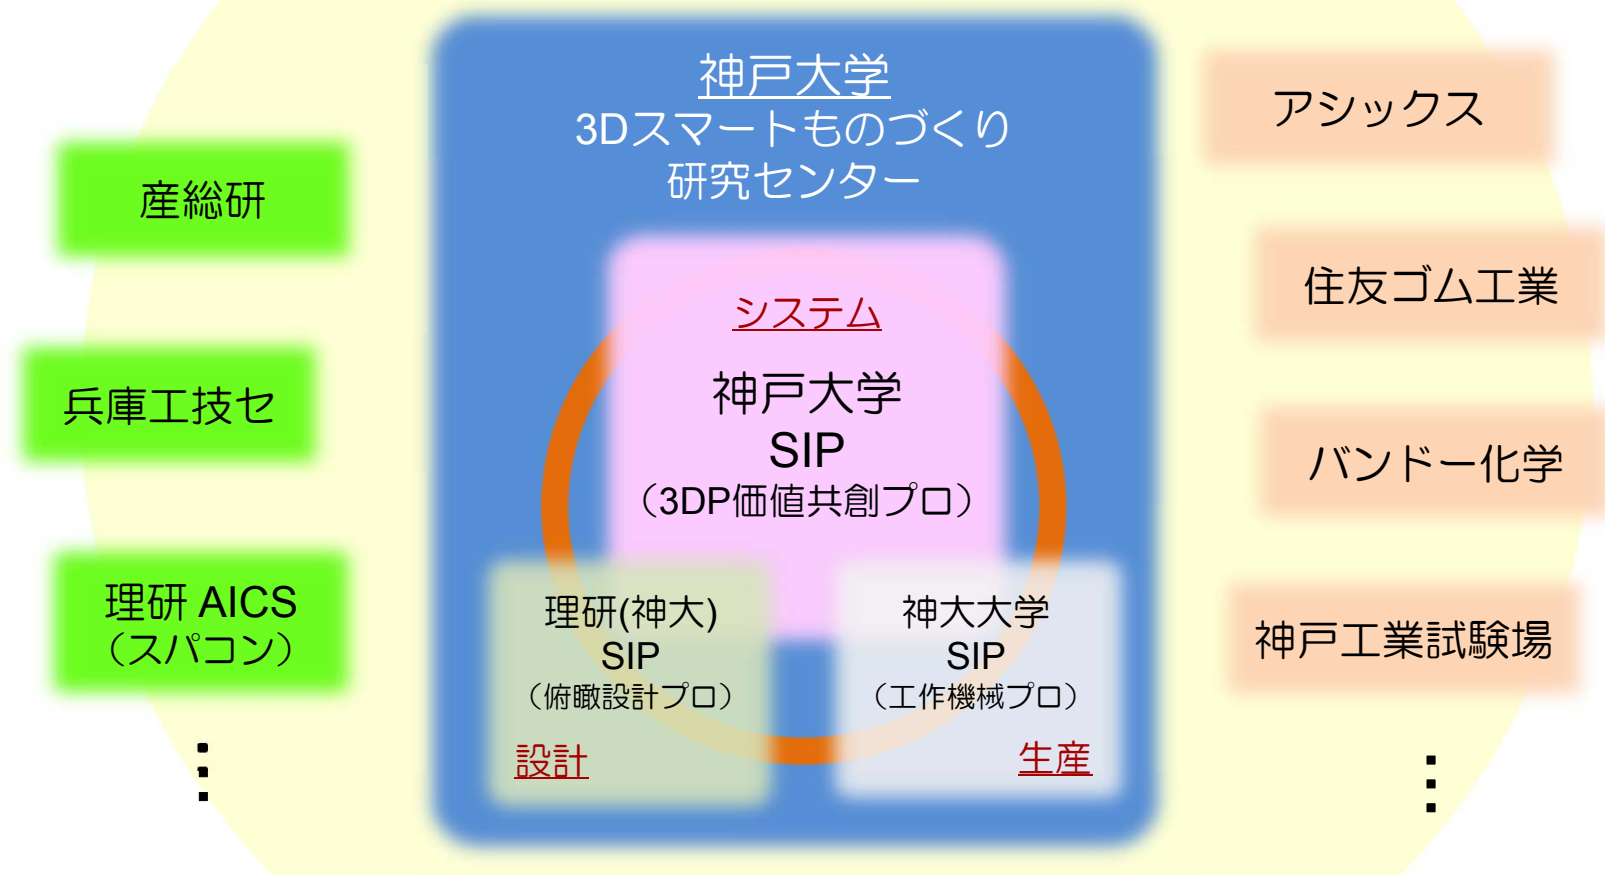 神戸大学
3Dスマートものづくり
研究センター
産総研
兵庫工技セ
理研 AICS
（スパコン）
⋮
システム
神戸大学
SIP
（3DP価値共創プロ）
理研(神大)
SIP
（俯瞰設計プロ）
設計
神大大学
SIP
（工作機械プロ）
生産
アシックス
住友ゴム工業
バンドー化学
神戸工業試験場
⋮